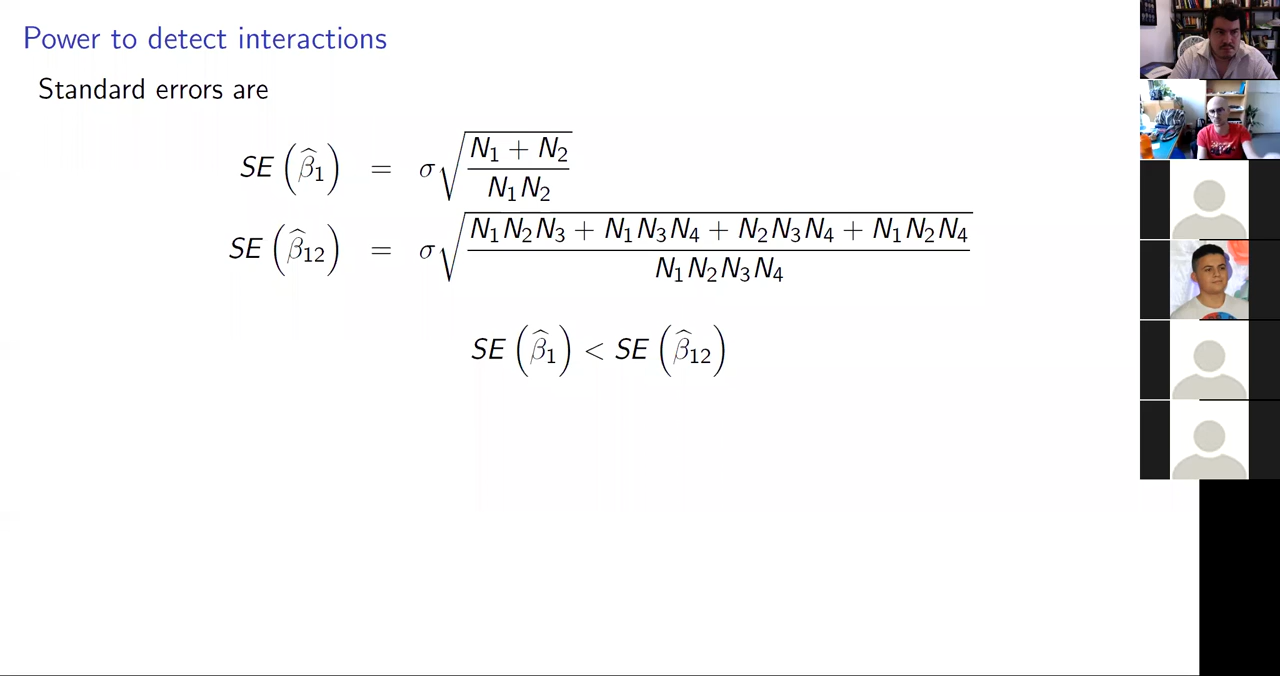 Power to detect interactions
Standard errors are
SE (β̂₁) = σ√((N₁ + N₂) / (N₁N₂))
SE (β̂₁₂) = σ√((N₁N₂N₃ + N₁N₃N₄ + N₂N₃N₄ + N₁N₂N₄) / (N₁N₂N₃N₄))
SE (β̂₁) < SE (β̂₁₂)